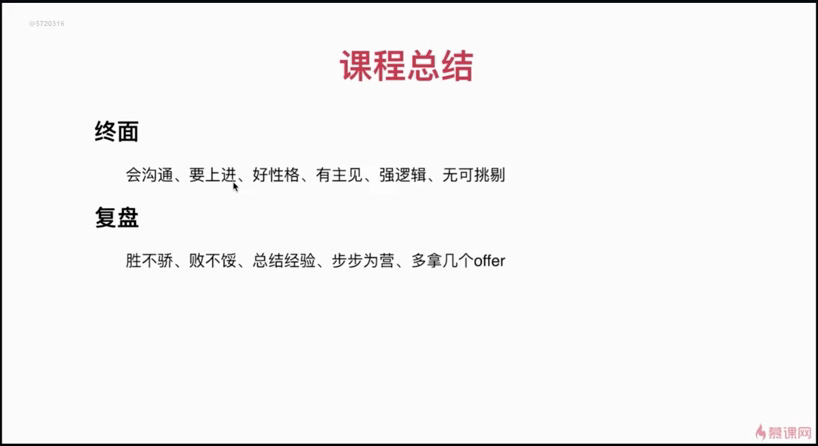 @5720316
课程总结
终面
会沟通、要上进、好性格、有主见、强逻辑、无可挑剔
复盘
胜不骄、败不馁、总结经验、步步为营、多拿几个offer
慕课网